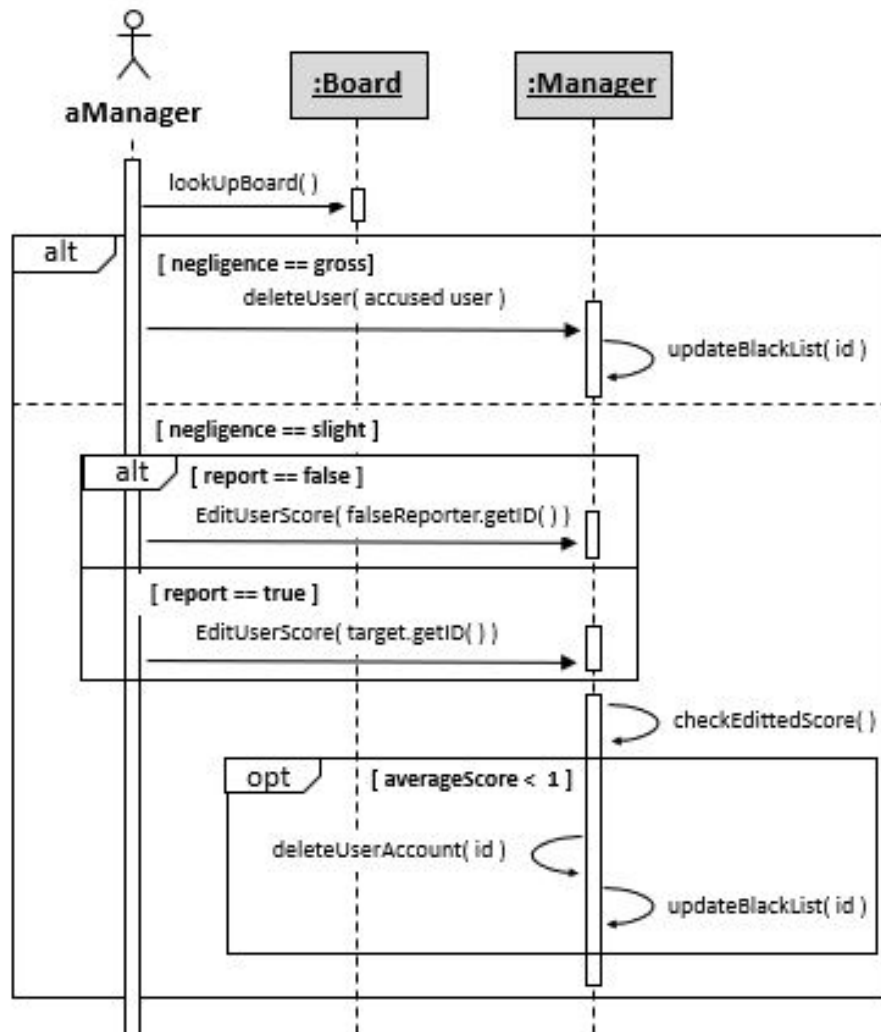 :Board
:Manager
aManager
lookUpBoard( )
alt
[ negligence == gross]
deleteUser( accused user )
updateBlackList( id )
[ negligence == slight ]
alt
[ report == false ]
EditUserScore( falseReporter.getID( ) )
[ report == true ]
EditUserScore( target.getID( ) )
checkEdittedScore( )
opt
[ averageScore < 1 ]
deleteUserAccount( id )
updateBlackList( id )